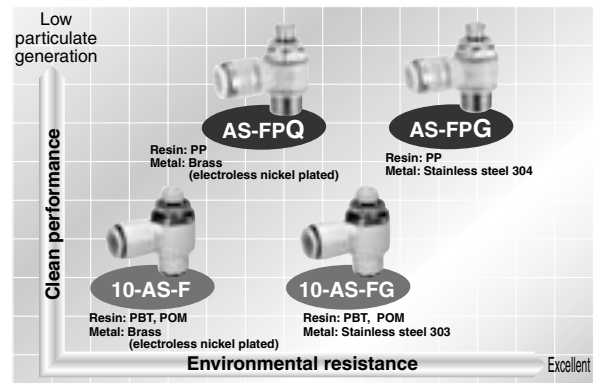 Low
particulate
generation
Clean performance
AS-FPQ
Resin: PP
Metal: Brass
(electroless nickel plated)
AS-FPG
Resin: PP
Metal: Stainless steel 304
10-AS-F
Resin: PBT, POM
Metal: Brass
(electroless nickel plated)
10-AS-FG
Resin: PBT, POM
Metal: Stainless steel 303
Environmental resistance
Excellent